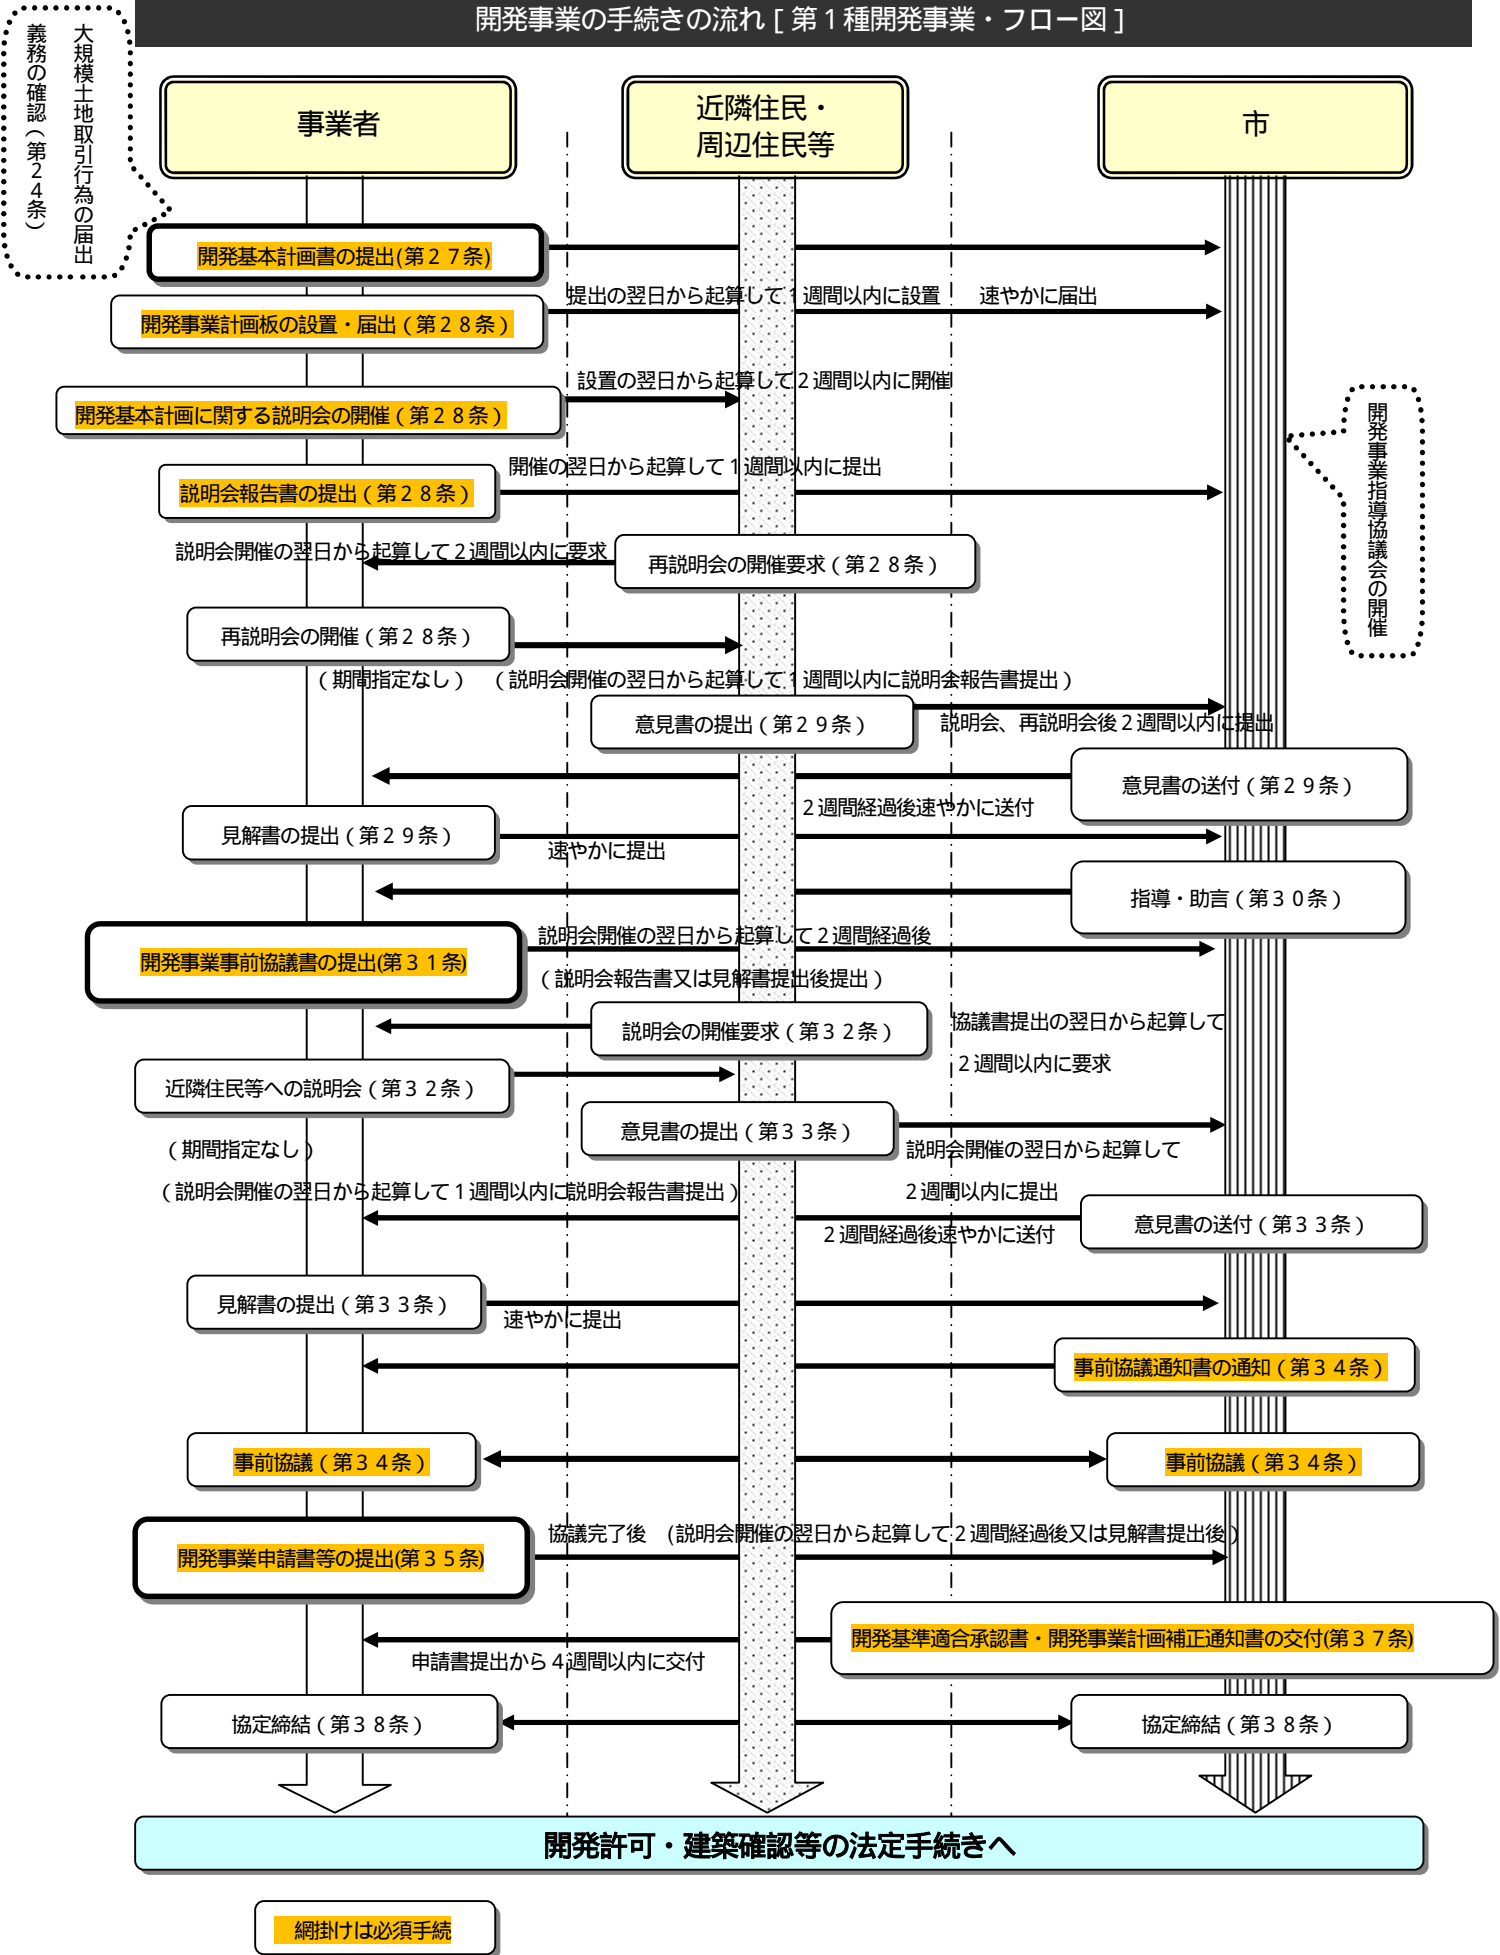 開発事業の手続きの流れ［第１種開発事業・フロー図］
大規模土地取引行為の届出
義務の確認（第２４条）
事業者
近隣住民・
周辺住民等
市
開発基本計画書の提出(第２７条)
提出の翌日から起算して１週間以内に設置　速やかに届出
開発事業計画板の設置・届出（第２８条）
設置の翌日から起算して２週間以内に開催
開発基本計画に関する説明会の開催（第２８条）
開発事業指導協議会の開催
開催の翌日から起算して１週間以内に提出
説明会報告書の提出（第２８条）
説明会開催の翌日から起算して２週間以内に要求
再説明会の開催要求（第２８条）
再説明会の開催（第２８条）
（期間指定なし）　（説明会開催の翌日から起算して１週間以内に説明会報告書提出）
意見書の提出（第２９条）
説明会、再説明会後２週間以内に提出
意見書の送付（第２９条）
２週間経過後速やかに送付
見解書の提出（第２９条）
速やかに提出
指導・助言（第３０条）
説明会開催の翌日から起算して２週間経過後
開発事業事前協議書の提出(第３１条)
（説明会報告書又は見解書提出後提出）
説明会の開催要求（第３２条）
協議書提出の翌日から起算して
２週間以内に要求
近隣住民等への説明会（第３２条）
意見書の提出（第３３条）
（期間指定なし）
説明会開催の翌日から起算して
（説明会開催の翌日から起算して１週間以内に説明会報告書提出）
２週間以内に提出
意見書の送付（第３３条）
２週間経過後速やかに送付
見解書の提出（第３３条）
速やかに提出
事前協議通知書の通知（第３４条）
事前協議（第３４条）
事前協議（第３４条）
協議完了後　（説明会開催の翌日から起算して２週間経過後又は見解書提出後）
開発事業申請書等の提出(第３５条)
開発基準適合承認書・開発事業計画補正通知書の交付(第３７条)
申請書提出から４週間以内に交付
協定締結（第３８条）
協定締結（第３８条）
開発許可・建築確認等の法定手続きへ
網掛けは必須手続